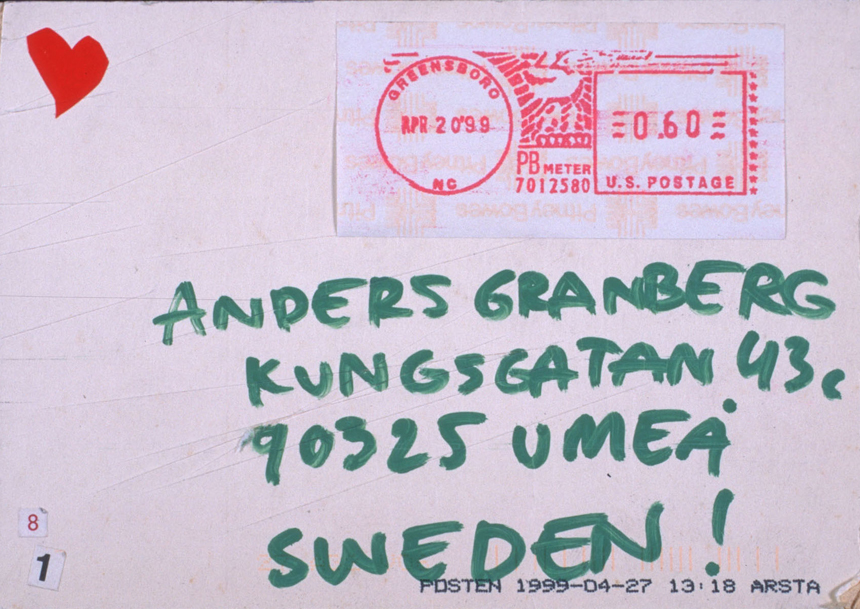 GREENSBORO
APR 20'99
NC
PB METER
7012580
0.60
U.S. POSTAGE
ANDERS GRANBERG
KUNGSGATAN 43c
90325 UMEÅ
SWEDEN!
8
1
POSTEN 1999-04-27 13:18 ARSTA